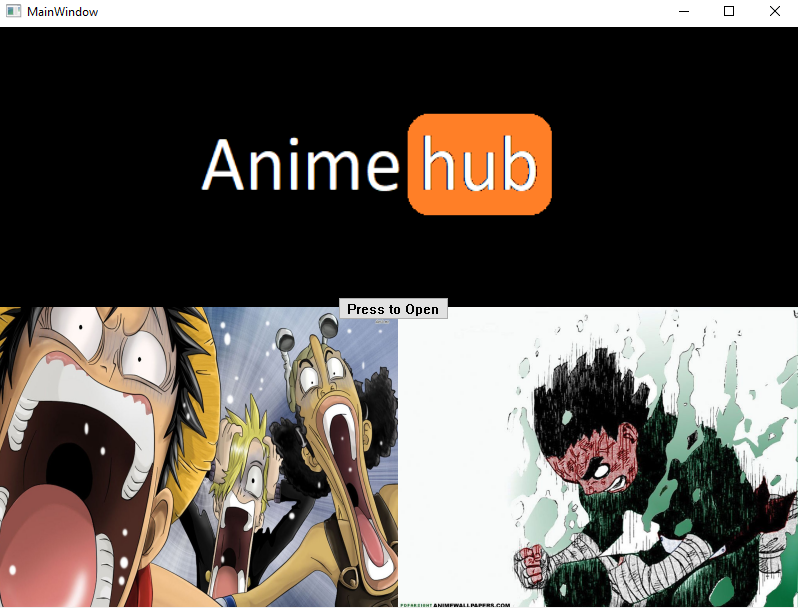 MainWindow
Anime hub
Press to Open
ANIMEWALLPAPERS.COM